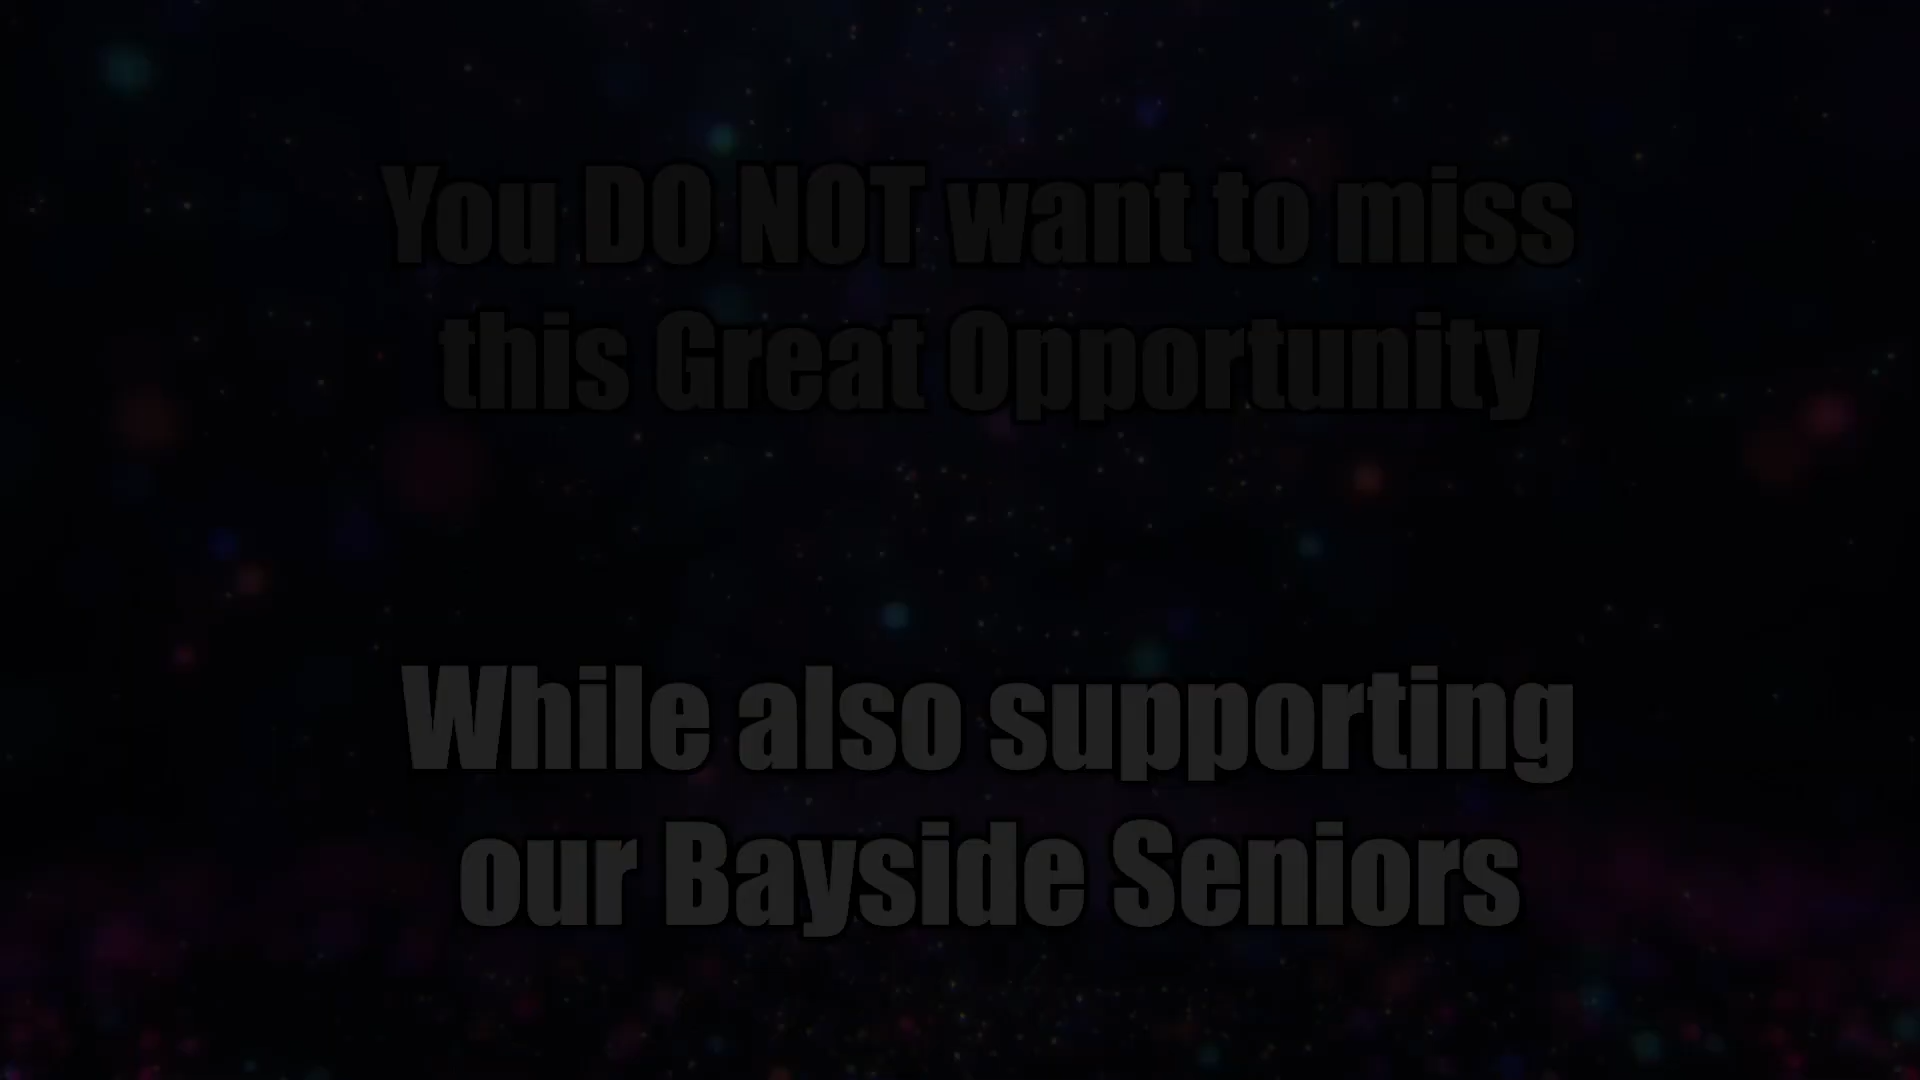 You DO NOT want to miss
this Great Opportunity
While also supporting
our Bayside Seniors